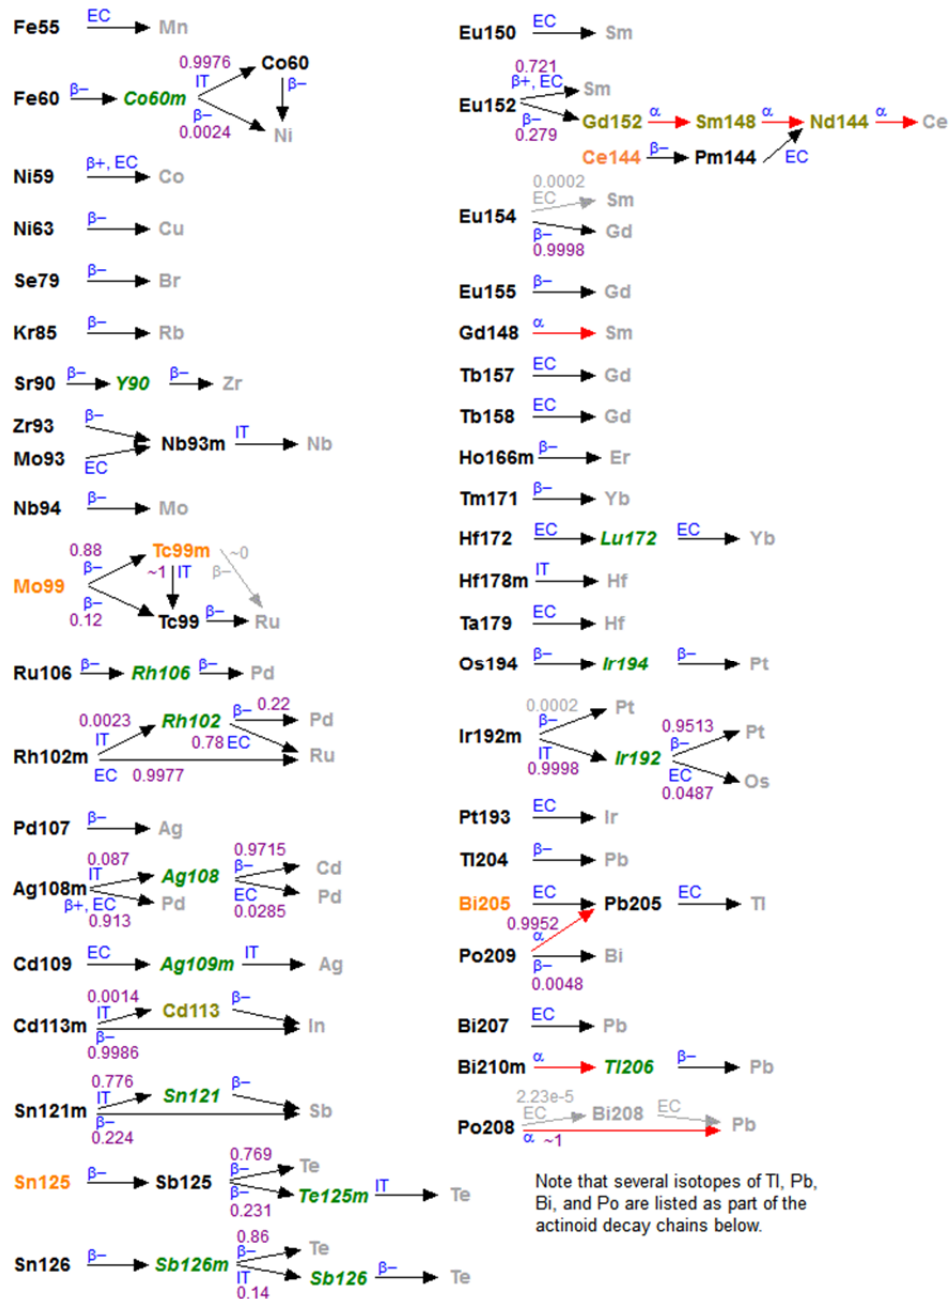 EC
Fe55 Mn
0.9976 Co60
IT β−
Fe60 β− Co60m
β− Ni
0.0024
β+, EC
Ni59 Co
β−
Ni63 Cu
β−
Se79 Br
β−
Kr85 Rb
β− β−
Sr90 Y90 Zr
Zr93 β− IT
Nb93m Nb
Mo93 EC
β−
Nb94 Mo
0.88 Tc99m ~0
β− ~1 IT β−
Mo99
β− β−
0.12 Tc99 Ru
β− β−
Ru106 Rh106 Pd
β− 0.22
0.0023 Rh102 Pd
IT 0.78 EC
Rh102m Ru
EC 0.9977
β−
Pd107 Ag
0.087 0.9715
IT Ag108 β− Cd
Ag108m
β+, EC Pd EC Pd
0.913 0.0285
EC IT
Cd109 Ag109m Ag
0.0014
IT Cd113 β−
Cd113m In
β−
0.9986
0.776
IT Sn121 β−
Sn121m Sb
β−
0.224
0.769
β− β− Te
Sn125 Sb125
β− Te125m IT Te
0.231
0.86
β− β− Te
Sn126 Sb126m
IT Sb126 β− Te
0.14
EC
Eu150 Sm
0.721
β+, EC Sm
Eu152
β− Gd152 α Sm148 α Nd144 α Ce
0.279
Ce144 β− Pm144 EC
0.0002
EC Sm
Eu154
β− Gd
0.9998
β−
Eu155 Gd
α
Gd148 Sm
EC
Tb157 Gd
EC
Tb158 Gd
β−
Ho166m Er
β−
Tm171 Yb
EC EC
Hf172 Lu172 Yb
IT
Hf178m Hf
EC
Ta179 Hf
β− β−
Os194 Ir194 Pt
0.0002 Pt 0.9513
β− β− Pt
Ir192m
IT Ir192
0.9998 EC Os
0.0487
EC
Pt193 Ir
β−
Tl204 Pb
EC EC
Bi205 Pb205 Tl
0.9952
α
Po209 Bi
β−
0.0048
EC
Bi207 Pb
α β−
Bi210m Tl206 Pb
2.23e-5
EC Bi208 EC
Po208 Pb
α ~1
Note that several isotopes of Tl, Pb,
Bi, and Po are listed as part of the
actinoid decay chains below.